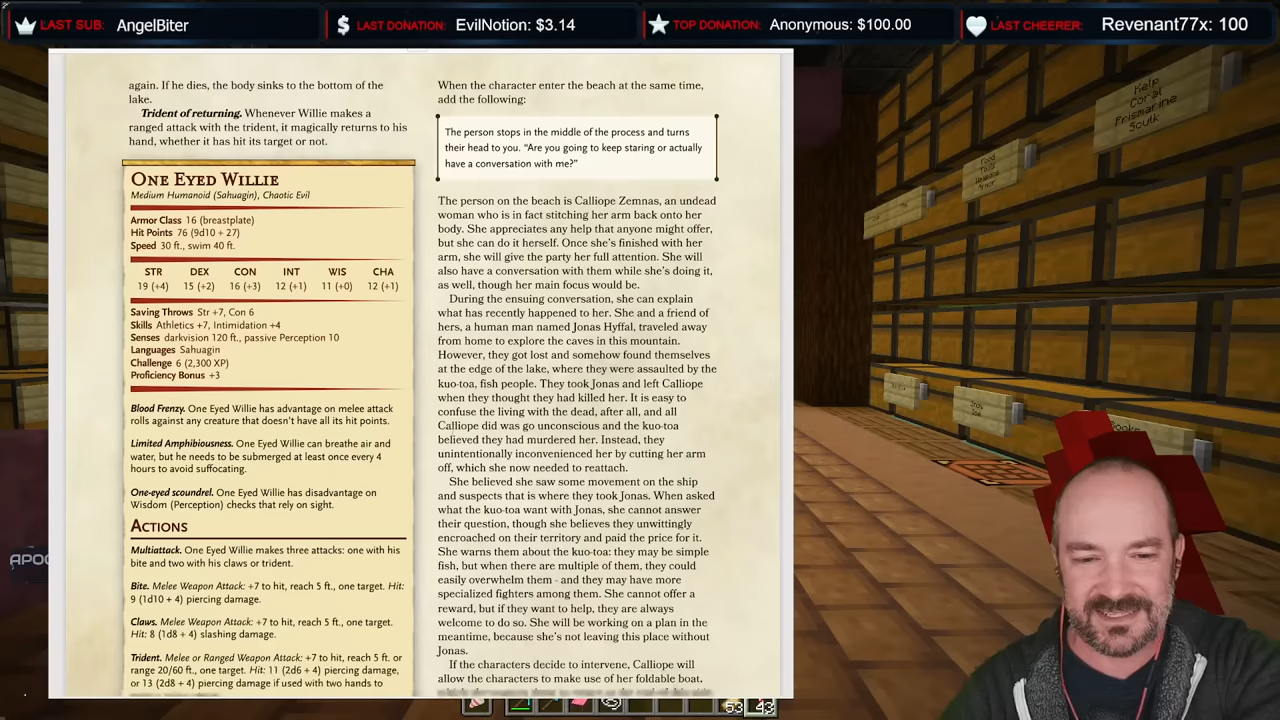 LAST SUB: AngelBiter
LAST DONATION: EvilNotion: $3.14
TOP DONATION: Anonymous: $100.00
LAST CHEERER: Revenant77x: 100
again. If he dies, the body sinks to the bottom of the
lake.
Trident of returning. Whenever Willie makes a
ranged attack with the trident, it magically returns to his
hand, whether it has hit its target or not.
ONE EYED WILLIE
Medium Humanoid (Sahuagin), Chaotic Evil
Armor Class 16 (breastplate)
Hit Points 76 (9d10 + 27)
Speed 30 ft., swim 40 ft.
STR DEX CON INT WIS CHA
19 (+4) 15 (+2) 16 (+3) 12 (+1) 11 (+0) 12 (+1)
Saving Throws Str +7, Con 6
Skills Athletics +7, Intimidation +4
Senses darkvision 120 ft., passive Perception 10
Languages Sahuagin
Challenge 6 (2,300 XP)
Proficiency Bonus +3
Blood Frenzy. One Eyed Willie has advantage on melee attack
rolls against any creature that doesn't have all its hit points.
Limited Amphibiousness. One Eyed Willie can breathe air and
water, but he needs to be submerged at least once every 4
hours to avoid suffocating.
One-eyed scoundrel. One Eyed Willie has disadvantage on
Wisdom (Perception) checks that rely on sight.
ACTIONS
Multiattack. One Eyed Willie makes three attacks: one with his
bite and two with his claws or trident.
Bite. Melee Weapon Attack: +7 to hit, reach 5 ft., one target. Hit:
9 (1d10 + 4) piercing damage.
Claws. Melee Weapon Attack: +7 to hit, reach 5 ft., one target.
Hit: 8 (1d8 + 4) slashing damage.
Trident. Melee or Ranged Weapon Attack: +7 to hit, reach 5 ft. or
range 20/60 ft., one target. Hit: 11 (2d6 + 4) piercing damage,
or 13 (2d8 + 4) piercing damage if used with two hands to
When the character enter the beach at the same time,
add the following:
The person stops in the middle of the process and turns
their head to you. “Are you going to keep staring or actually
have a conversation with me?”
The person on the beach is Calliope Zemnas, an undead
woman who is in fact stitching her arm back onto her
body. She appreciates any help that anyone might offer,
but she can do it herself. Once she's finished with her
arm, she will give the party her full attention. She will
also have a conversation with them while she's doing it,
as well, though her main focus would be.
During the ensuing conversation, she can explain
what has recently happened to her. She and a friend of
hers, a human man named Jonas Hyffal, traveled away
from home to explore the caves in this mountain.
However, they got lost and somehow found themselves
at the edge of the lake, where they were assaulted by the
kuo-toa, fish people. They took Jonas and left Calliope
when they thought they had killed her. It is easy to
confuse the living with the dead, after all, and all
Calliope did was go unconscious and the kuo-toa
believed they had murdered her. Instead, they
unintentionally inconvenienced her by cutting her arm
off, which she now needed to reattach.
She believed she saw some movement on the ship
and suspects that is where they took Jonas. When asked
what the kuo-toa want with Jonas, she cannot answer
their question, though she believes they unwittingly
encroached on their territory and paid the price for it.
She warns them about the kuo-toa: they may be simple
fish, but when there are multiple of them, they could
easily overwhelm them - and they may have more
specialized fighters among them. She cannot offer a
reward, but if they want to help, they are always
welcome to do so. She will be working on a plan in the
meantime, because she's not leaving this place without
Jonas.
If the characters decide to intervene, Calliope will
allow the characters to make use of her foldable boat,
Kelp
Coral
Prismarine
Sculk
Food
Tools
Weapons
Armor
APOC
53 43